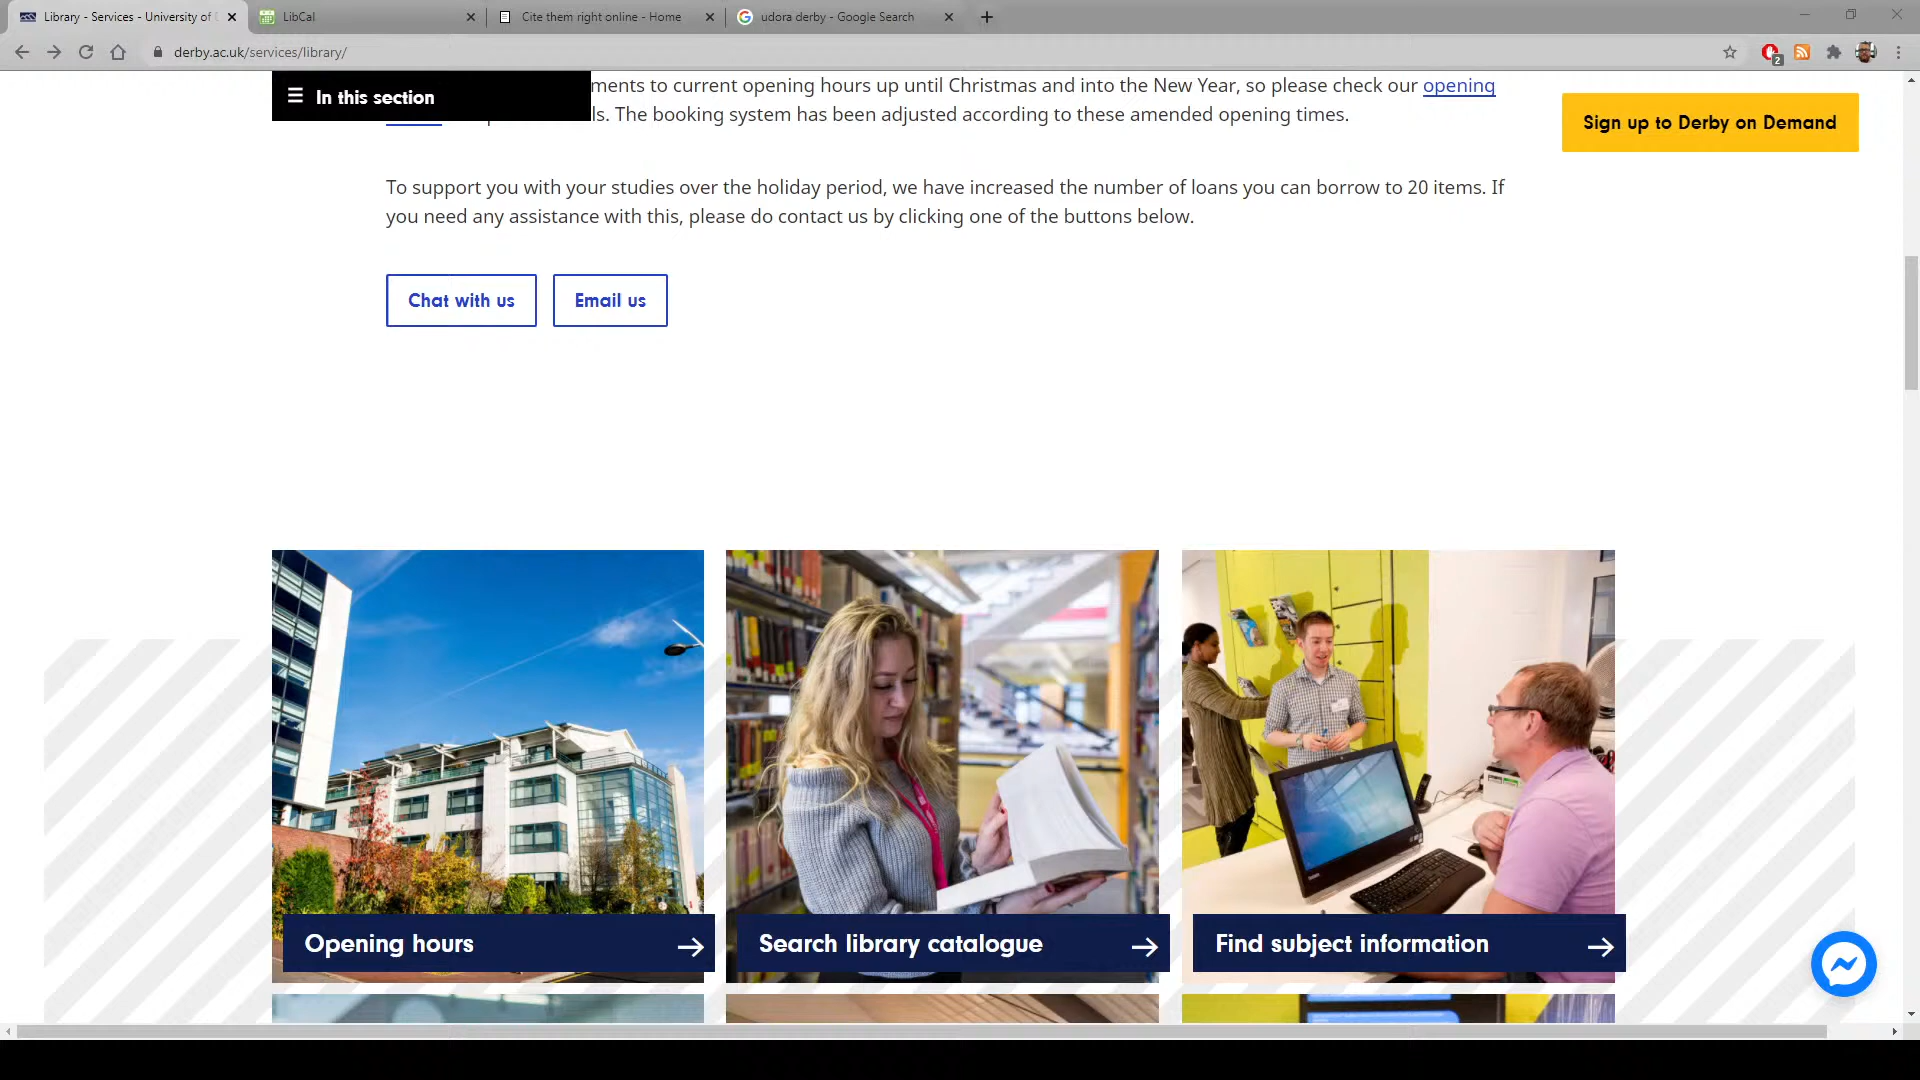 Library - Services - University of
LibCal
Cite them right online - Home
udora derby - Google Search
derby.ac.uk/services/library/
2
In this section
ments to current opening hours up until Christmas and into the New Year, so please check our opening
ls. The booking system has been adjusted according to these amended opening times.
Sign up to Derby on Demand
To support you with your studies over the holiday period, we have increased the number of loans you can borrow to 20 items. If
you need any assistance with this, please do contact us by clicking one of the buttons below.
Chat with us
Email us
Opening hours
Search library catalogue
Find subject information